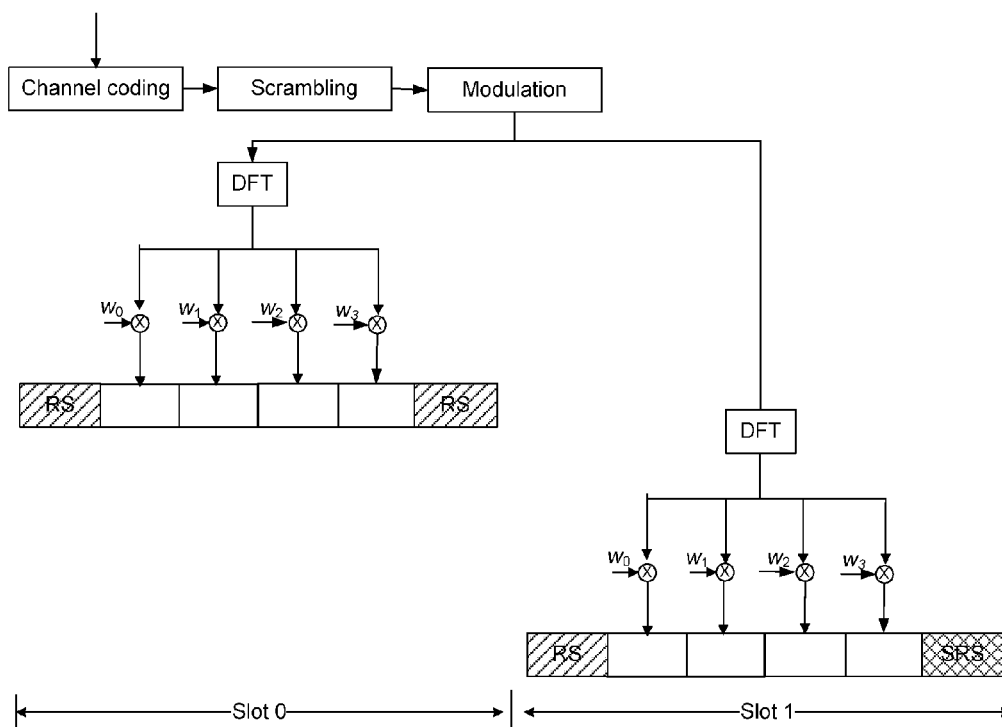 Channel coding Scrambling Modulation
DFT
w0 w1 w2 w3
X X X X
RS RS
DFT
w0 w1 w2 w3
X X X X
RS SRS
Slot 0 Slot 1